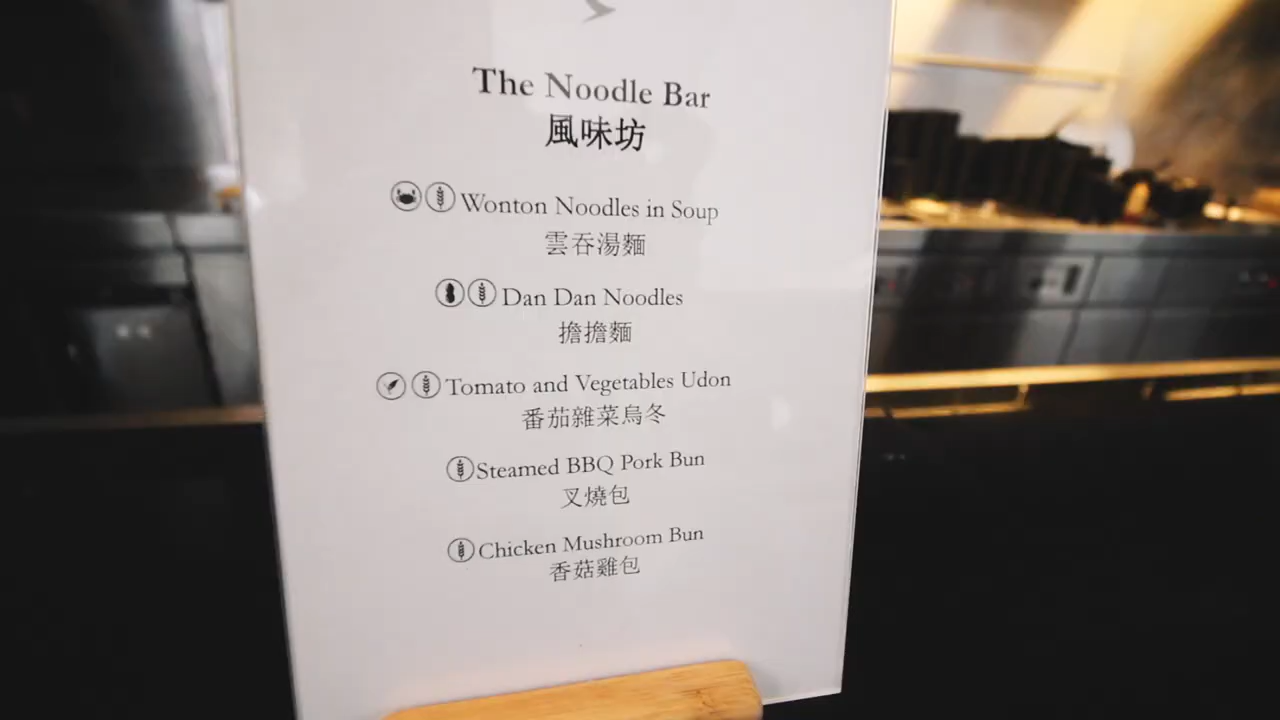 The Noodle Bar
風味坊
Wonton Noodles in Soup
雲吞湯麵
Dan Dan Noodles
擔擔麵
Tomato and Vegetables Udon
番茄雜菜烏冬
Steamed BBQ Pork Bun
叉燒包
Chicken Mushroom Bun
香菇雞包